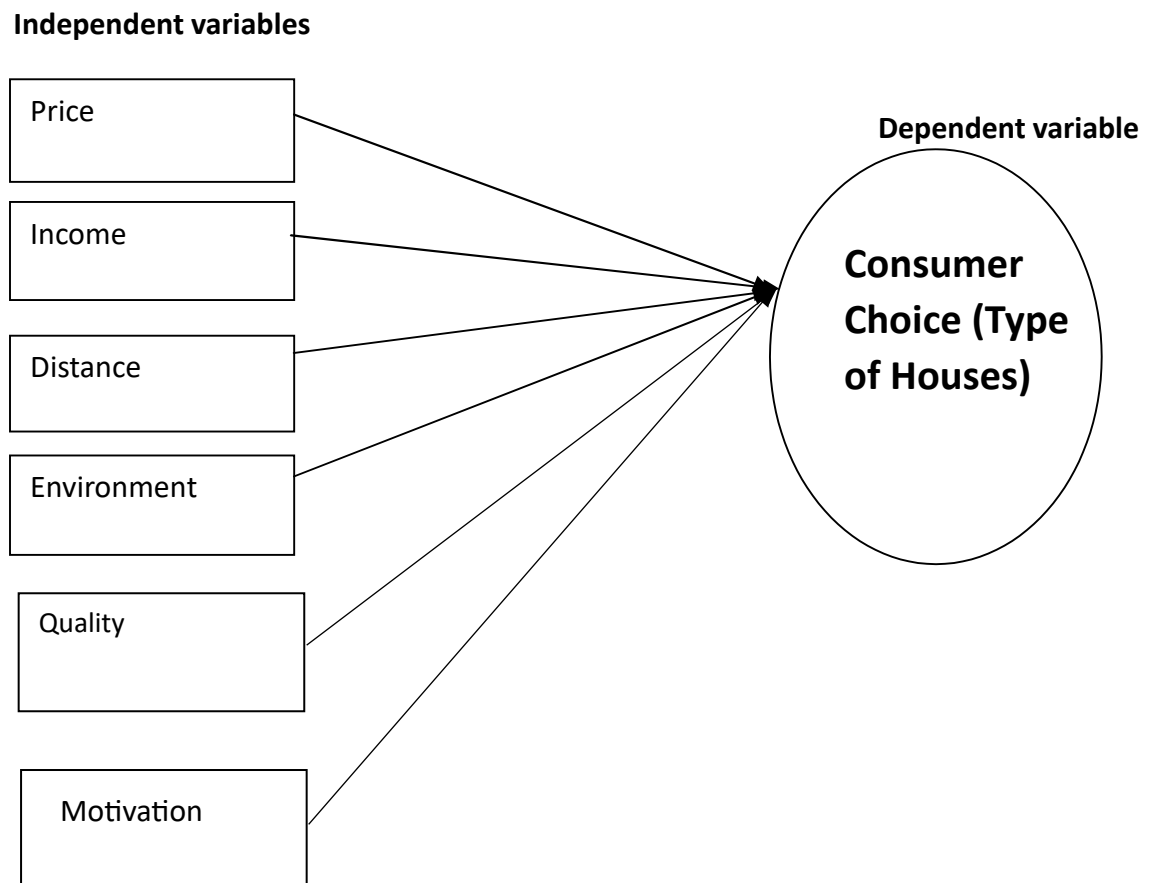 Independent variables
Price
Dependent variable
Income
Consumer
Choice (Type
of Houses)
Distance
Environment
Quality
Motivation